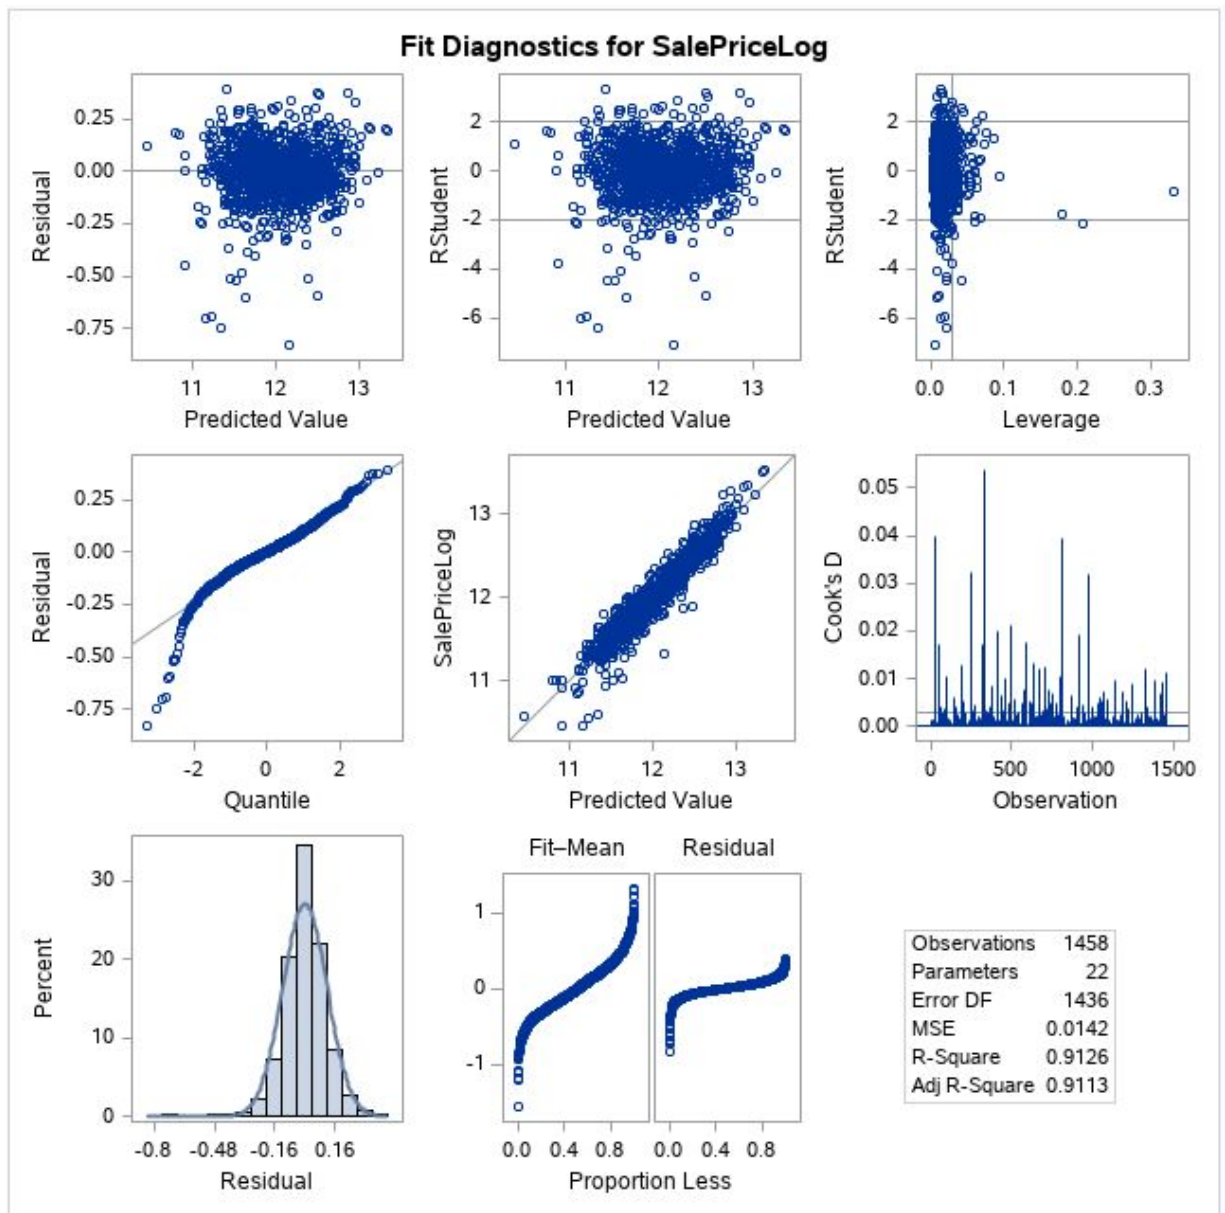 Fit Diagnostics for SalePriceLog
0.25
0.00
-0.25
-0.50
-0.75
Residual
11 12 13
Predicted Value
2
0
-2
-4
-6
RStudent
11 12 13
Predicted Value
2
0
-2
-4
-6
RStudent
0.0 0.1 0.2 0.3
Leverage
0.25
0.00
-0.25
-0.50
-0.75
Residual
-2 0 2
Quantile
13
12
11
SalePriceLog
11 12 13
Predicted Value
0.05
0.04
0.03
0.02
0.01
0.00
Cook's D
0 500 1000 1500
Observation
30
20
10
0
Percent
-0.8 -0.48 -0.16 0.16
Residual
Fit–Mean Residual
1
0
-1
0.0 0.4 0.8 0.0 0.4 0.8
Proportion Less
Observations 1458
Parameters 22
Error DF 1436
MSE 0.0142
R-Square 0.9126
Adj R-Square 0.9113